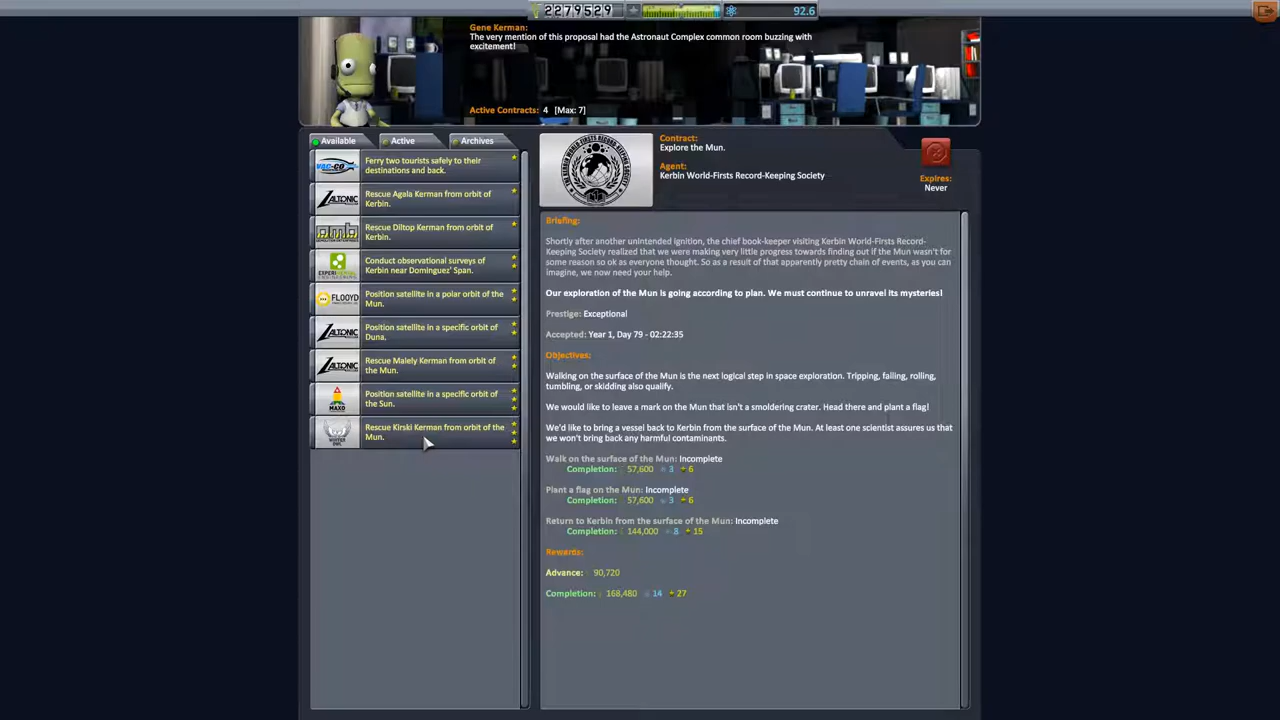 2279529
92.6
Gene Kerman:
The very mention of this proposal had the Astronaut Complex common room buzzing with
excitement!
Active Contracts: 4 [Max: 7]
Available
Active
Archives
VAC-CO
Ferry two tourists safely to their
destinations and back.
Rescue Agala Kerman from orbit of
Kerbin.
Rescue Diltop Kerman from orbit of
Kerbin.
Conduct observational surveys of
Kerbin near Dominguez' Span.
FLOOYD
Position satellite in a polar orbit of the
Mun.
Position satellite in a specific orbit of
Duna.
Rescue Malely Kerman from orbit of
the Mun.
MAXO
Position satellite in a specific orbit of
the Sun.
WINTER OWL
Rescue Kirski Kerman from orbit of the
Mun.
Contract:
Explore the Mun.
Agent:
Kerbin World-Firsts Record-Keeping Society
Expires:
Never
Briefing:
Shortly after another unintended ignition, the chief book-keeper visiting Kerbin World-Firsts Record-
Keeping Society realized that we were making very little progress towards finding out if the Mun wasn't for
some reason so ok as everyone thought. So as a result of that apparently pretty chain of events, as you can
imagine, we now need your help.
Our exploration of the Mun is going according to plan. We must continue to unravel its mysteries!
Prestige: Exceptional
Accepted: Year 1, Day 79 - 02:22:35
Objectives:
Walking on the surface of the Mun is the next logical step in space exploration. Tripping, falling, rolling,
tumbling, or skidding also qualify.
We would like to leave a mark on the Mun that isn't a smoldering crater. Head there and plant a flag!
We'd like to bring a vessel back to Kerbin from the surface of the Mun. At least one scientist assures us that
we won't bring back any harmful contaminants.
Walk on the surface of the Mun: Incomplete
Completion: 57,600 3 6
Plant a flag on the Mun: Incomplete
Completion: 57,600 3 6
Return to Kerbin from the surface of the Mun: Incomplete
Completion: 144,000 8 15
Rewards:
Advance: 90,720
Completion: 168,480 14 27